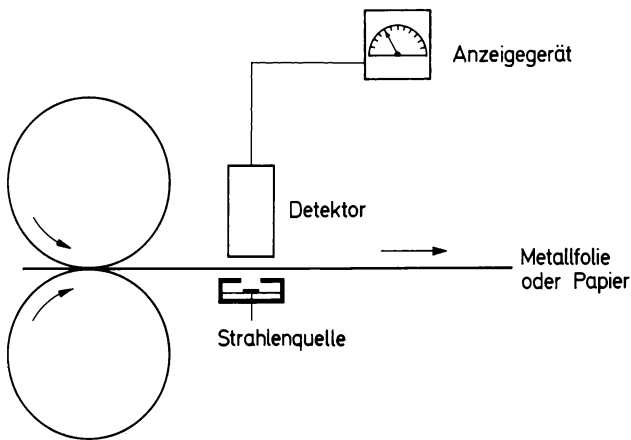 Anzeigegerät
Detektor
Metallfolie
oder Papier
Strahlenquelle